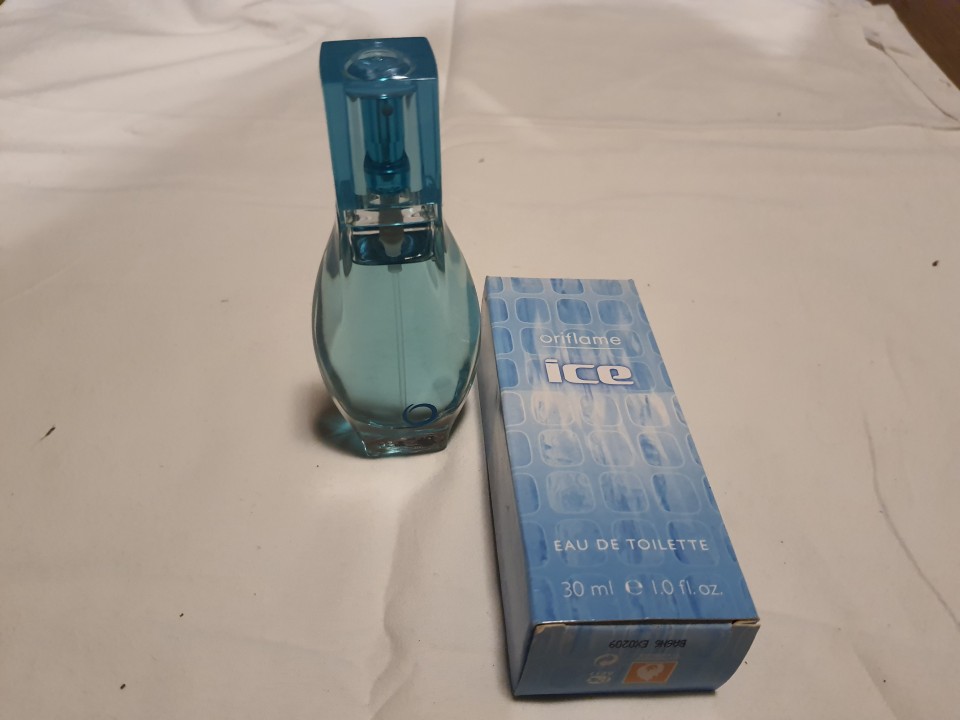 oriflame
ice
EAU DE TOILETTE
30 ml e 1.0 fl. oz.